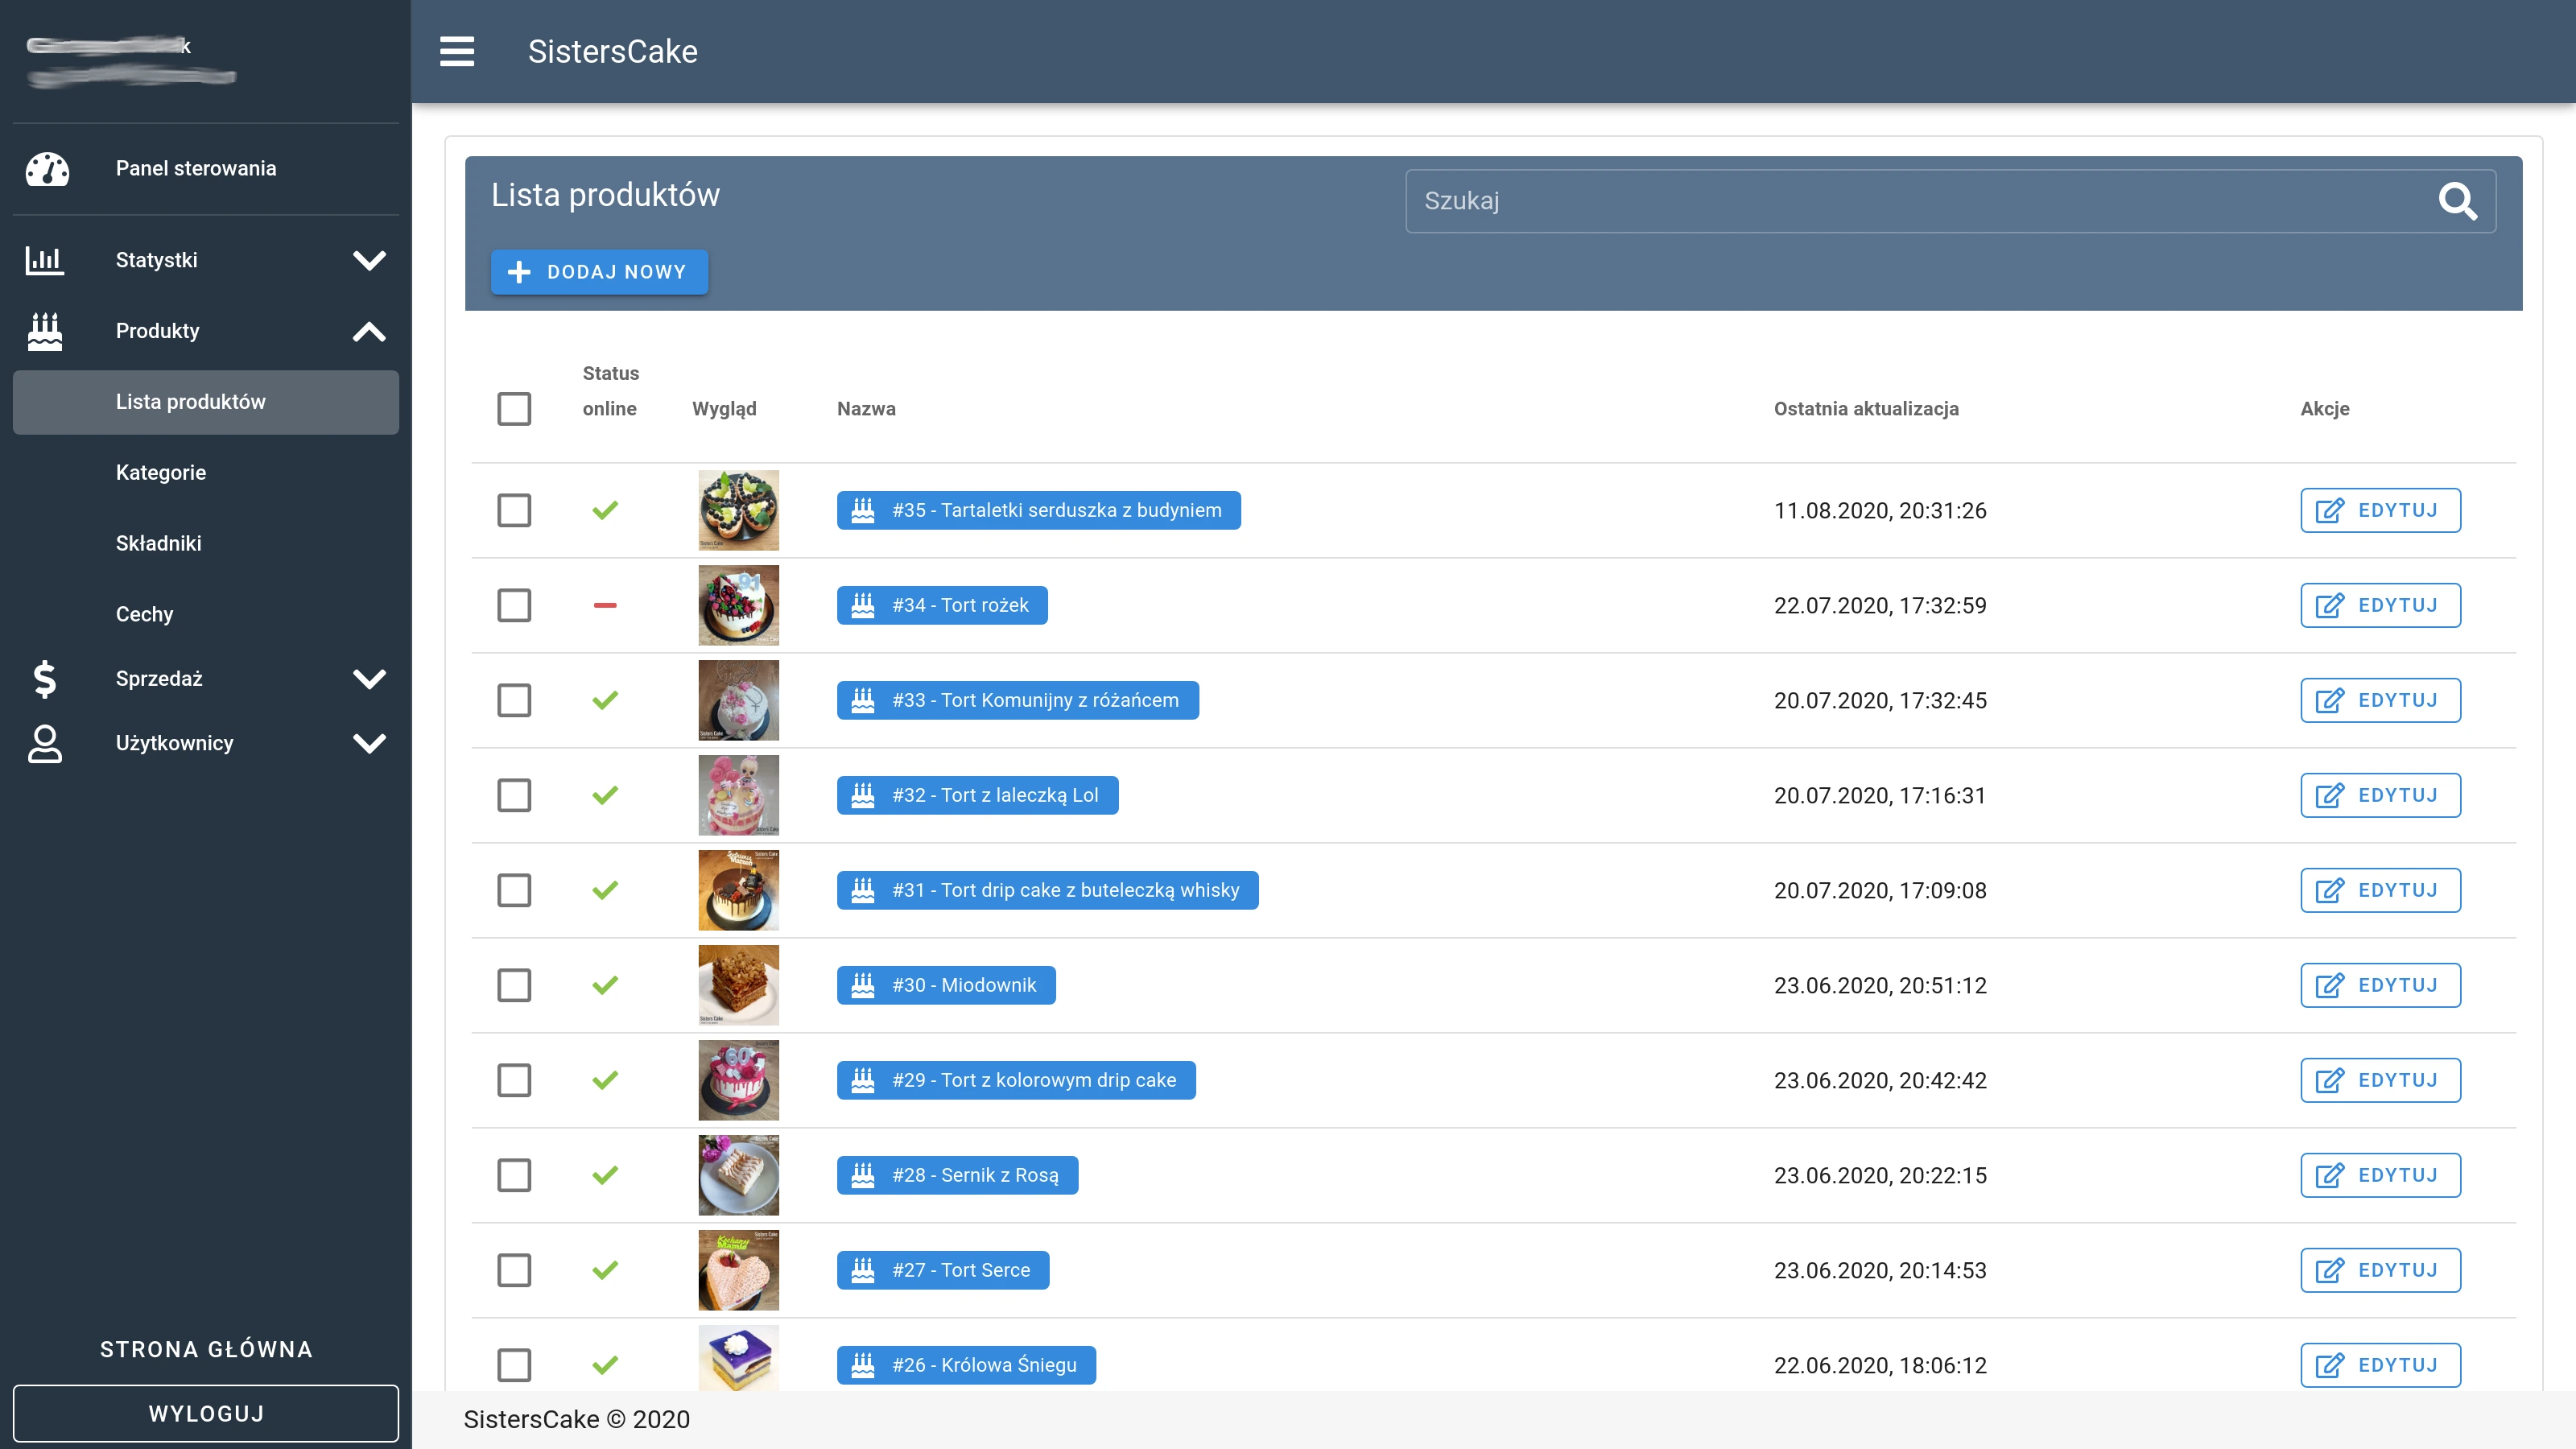 SistersCake
Panel sterowania
Statystki
Produkty
Lista produktów
Kategorie
Składniki
Cechy
Sprzedaż
Użytkownicy
STRONA GŁÓWNA
WYLOGUJ
Lista produktów
Szukaj
DODAJ NOWY
Status online Wygląd Nazwa Ostatnia aktualizacja Akcje
#35 - Tartaletki serduszka z budyniem 11.08.2020, 20:31:26 EDYTUJ
#34 - Tort rożek 22.07.2020, 17:32:59 EDYTUJ
#33 - Tort Komunijny z różańcem 20.07.2020, 17:32:45 EDYTUJ
#32 - Tort z laleczką Lol 20.07.2020, 17:16:31 EDYTUJ
#31 - Tort drip cake z buteleczką whisky 20.07.2020, 17:09:08 EDYTUJ
#30 - Miodownik 23.06.2020, 20:51:12 EDYTUJ
#29 - Tort z kolorowym drip cake 23.06.2020, 20:42:42 EDYTUJ
#28 - Sernik z Rosą 23.06.2020, 20:22:15 EDYTUJ
#27 - Tort Serce 23.06.2020, 20:14:53 EDYTUJ
#26 - Królowa Śniegu 22.06.2020, 18:06:12 EDYTUJ
SistersCake © 2020